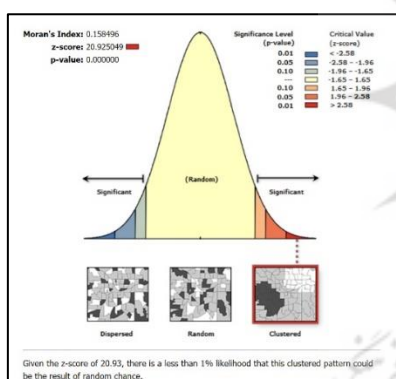 Moran's Index: 0.158496
z-score: 20.925049
p-value: 0.000000
Significance Level
(p-value)
Critical Value
(z-score)
0.01 < -2.58
0.05 -2.58 - -1.96
0.10 -1.96 - -1.65
--- -1.65 - 1.65
0.10 1.65 - 1.96
0.05 1.96 - 2.58
0.01 > 2.58
Significant
(Random)
Significant
Dispersed
Random
Clustered
Given the z-score of 20.93, there is a less than 1% likelihood that this clustered pattern could
be the result of random chance.